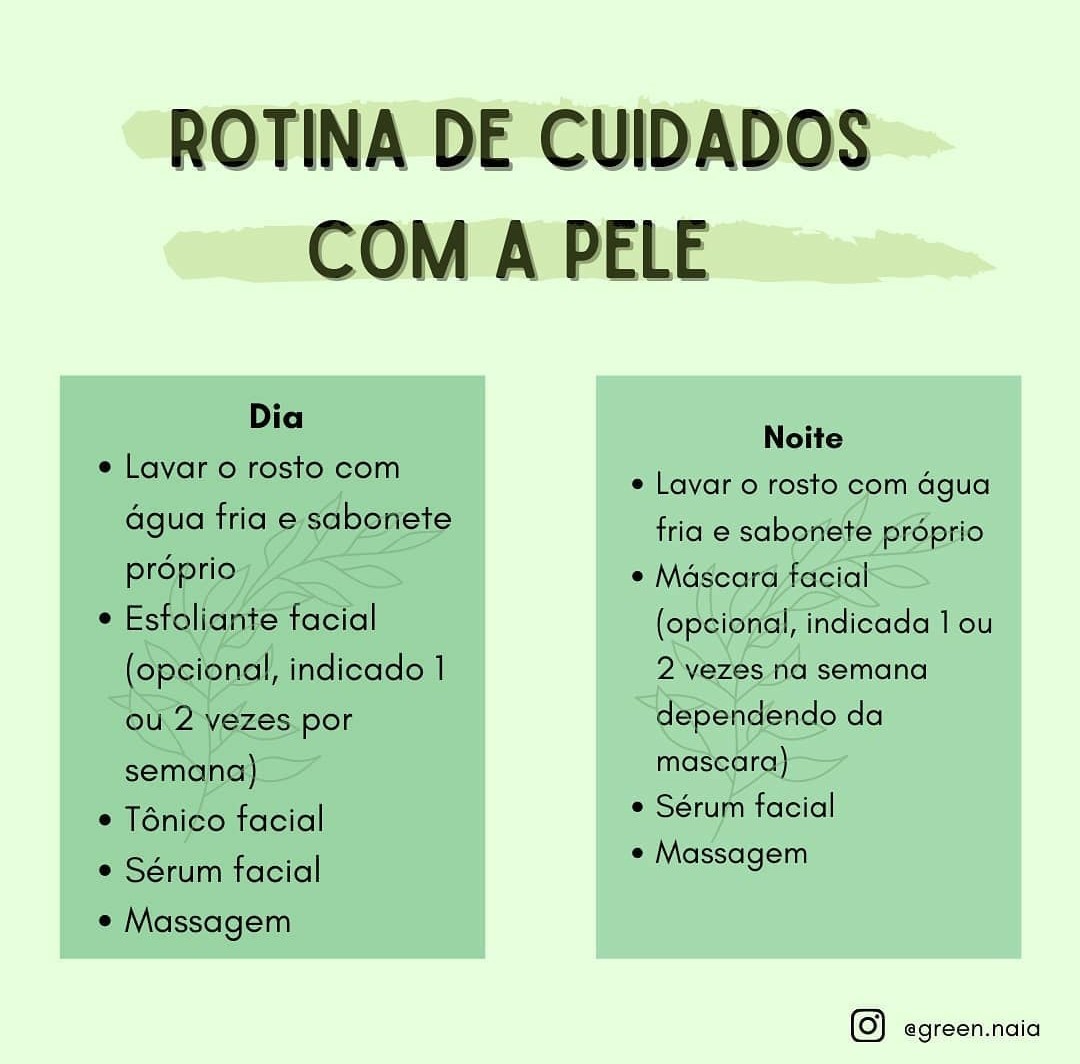 ROTINA DE CUIDADOS
COM A PELE
Dia
• Lavar o rosto com
água fria e sabonete
próprio
• Esfoliante facial
(opcional, indicado 1
ou 2 vezes por
semana)
• Tônico facial
• Sérum facial
• Massagem
Noite
• Lavar o rosto com água
fria e sabonete próprio
• Máscara facial
(opcional, indicada 1 ou
2 vezes na semana
dependendo da
mascara)
• Sérum facial
• Massagem
@green.naia